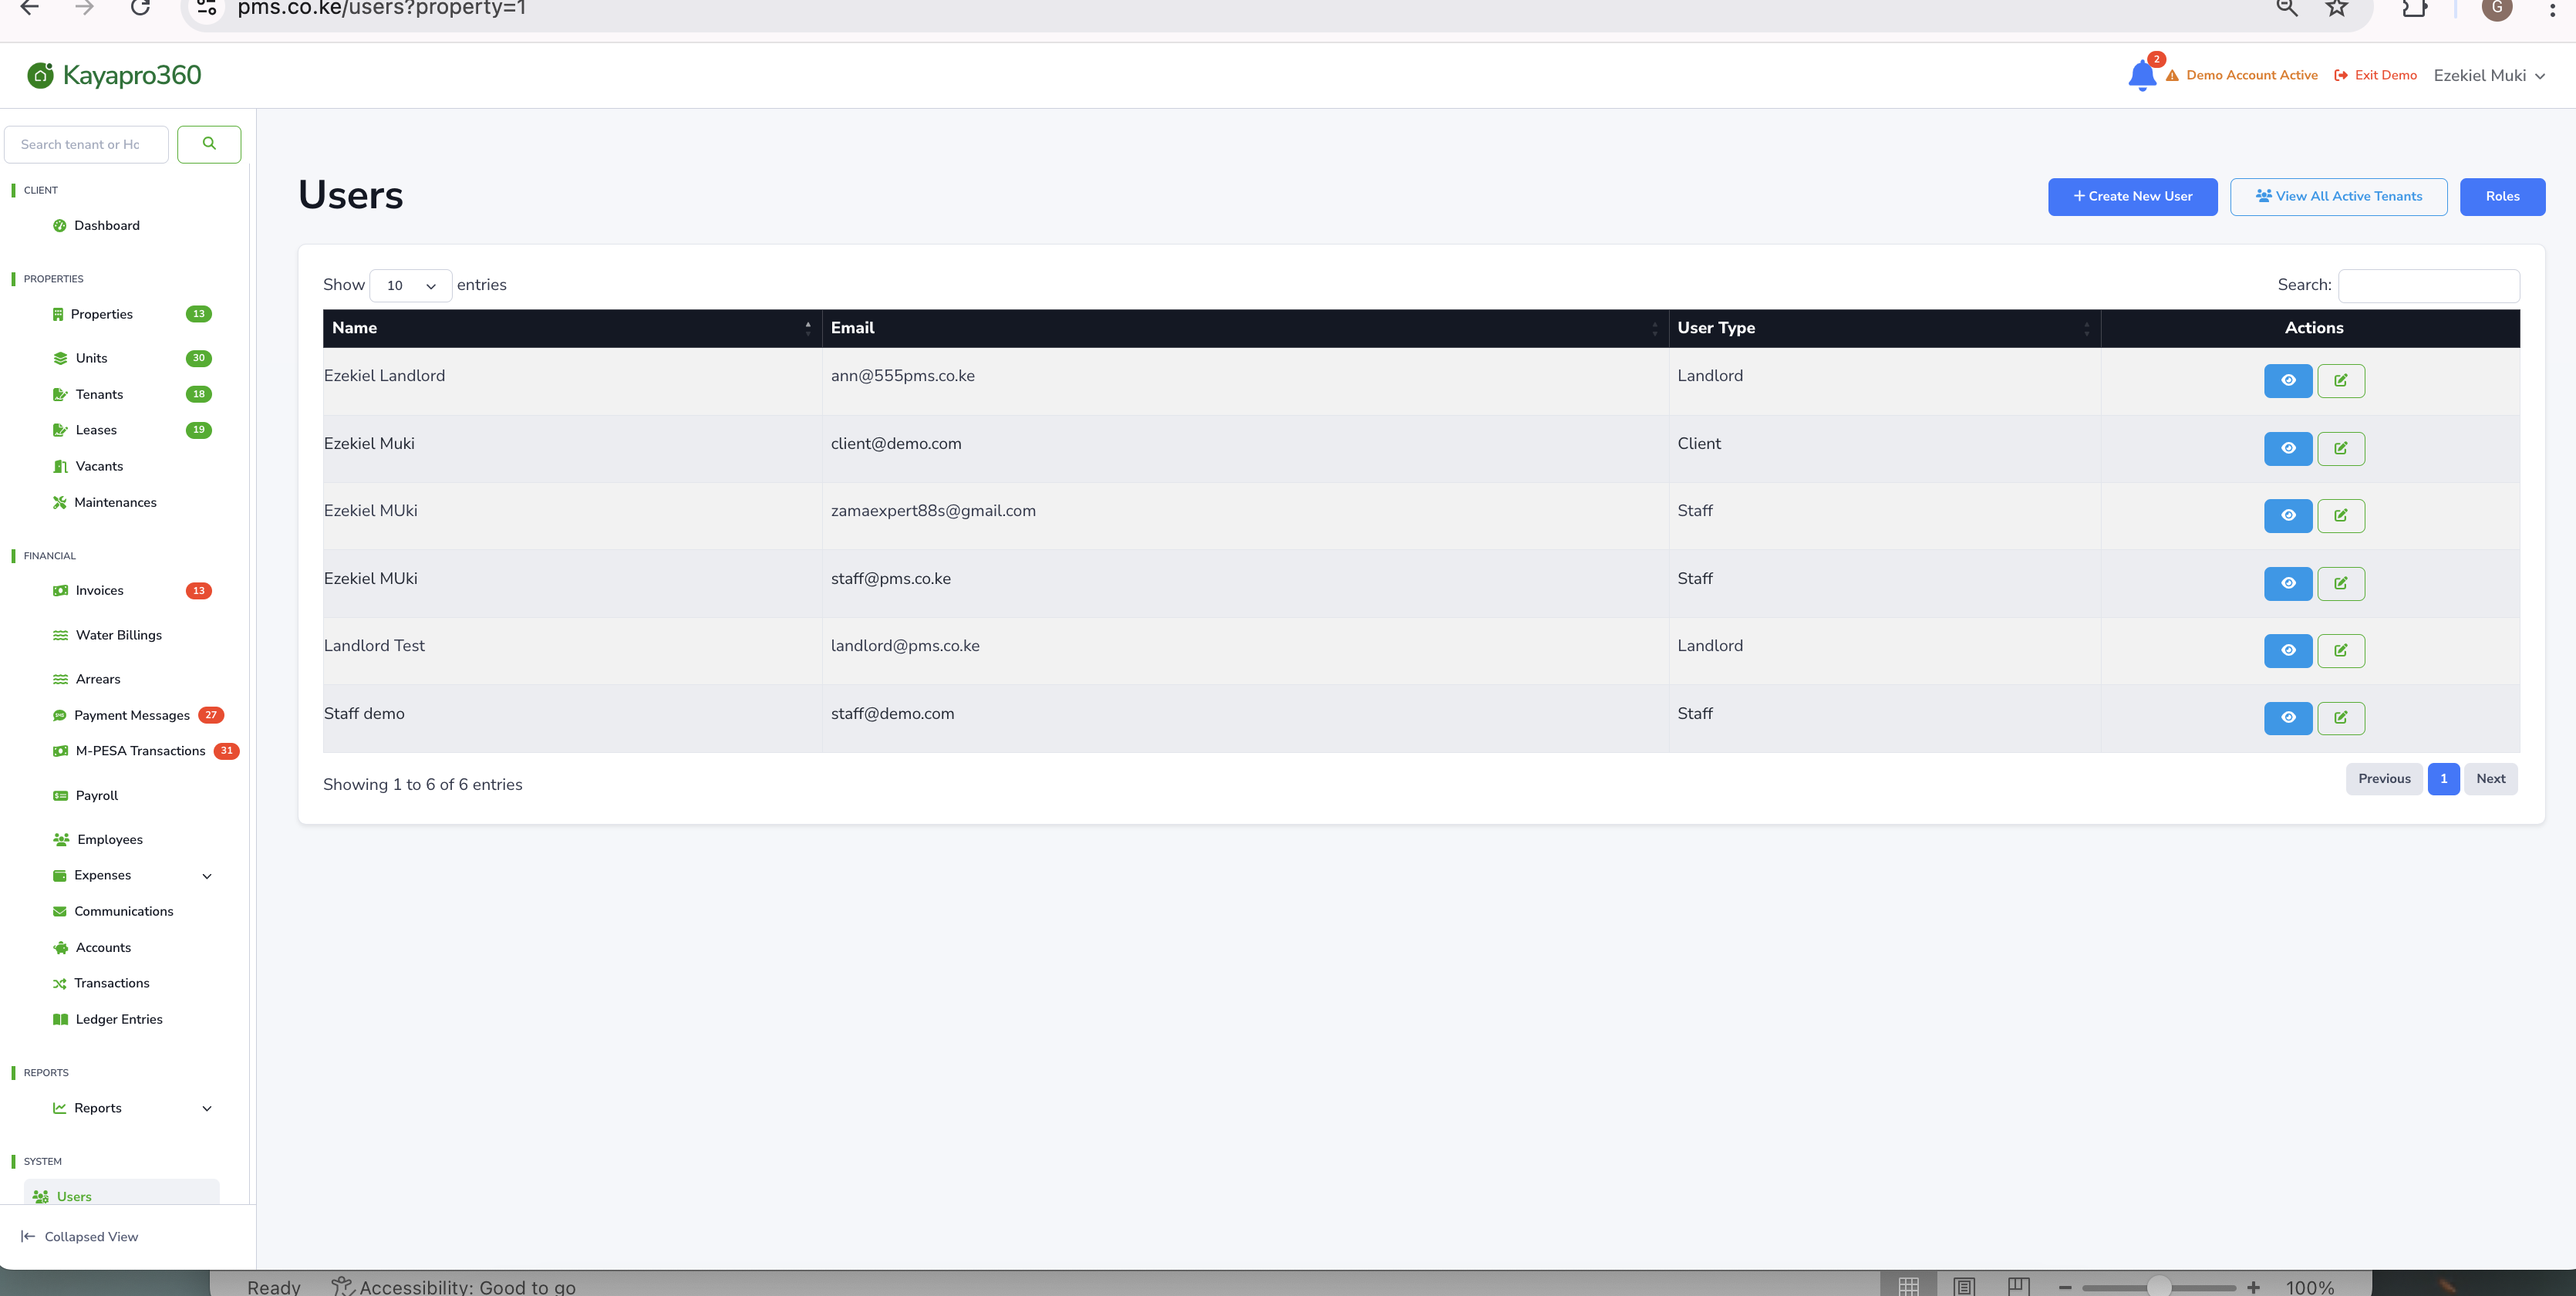 pms.co.ke/users?property=1
G
Kayapro360
2
Demo Account Active
Exit Demo
Ezekiel Muki
Search tenant or Ho
CLIENT
Dashboard
PROPERTIES
Properties 13
Units 30
Tenants 18
Leases 19
Vacants
Maintenances
FINANCIAL
Invoices 13
Water Billings
Arrears
Payment Messages 27
M-PESA Transactions 31
Payroll
Employees
Expenses
Communications
Accounts
Transactions
Ledger Entries
REPORTS
Reports
SYSTEM
Users
Collapsed View
Users
+ Create New User
View All Active Tenants
Roles
Show 10 entries
Search:
Name Email User Type Actions
Ezekiel Landlord ann@555pms.co.ke Landlord
Ezekiel Muki client@demo.com Client
Ezekiel MUki zamaexpert88s@gmail.com Staff
Ezekiel MUki staff@pms.co.ke Staff
Landlord Test landlord@pms.co.ke Landlord
Staff demo staff@demo.com Staff
Showing 1 to 6 of 6 entries
Previous 1 Next
Ready Accessibility: Good to go 100%